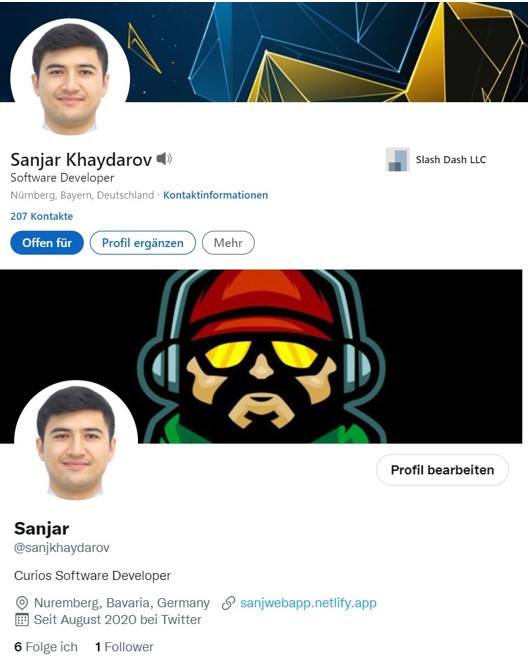 Sanjar Khaydarov
Slash Dash LLC
Software Developer
Nürnberg, Bayern, Deutschland · Kontaktinformationen
207 Kontakte
Offen für
Profil ergänzen
Mehr
Profil bearbeiten
Sanjar
@sanjkhaydarov
Curios Software Developer
Nuremberg, Bavaria, Germany sanjwebapp.netlify.app
Seit August 2020 bei Twitter
6 Folge ich 1 Follower